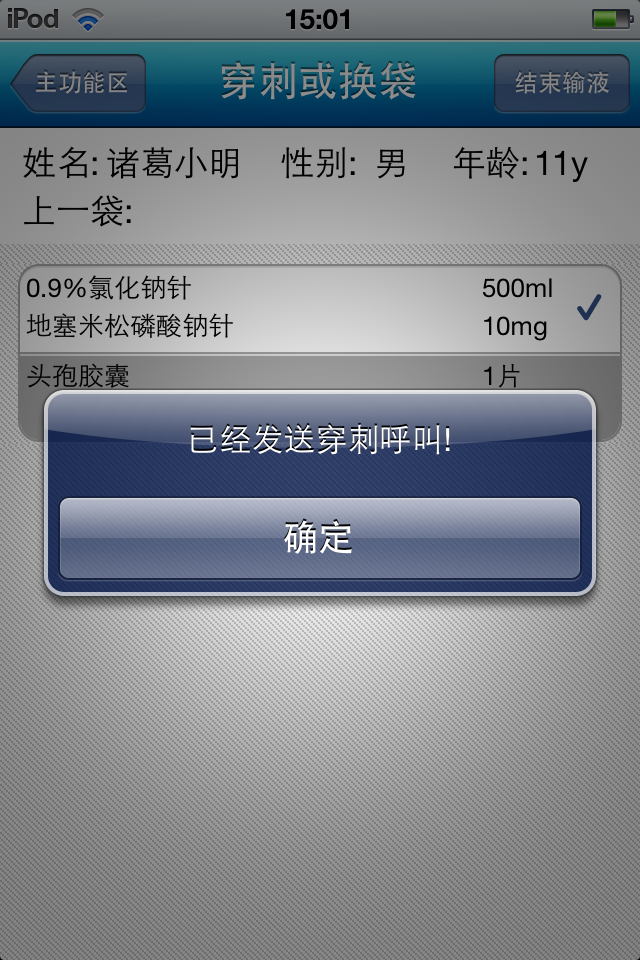 iPod 15:01
主功能区 穿刺或换袋 结束输液
姓名: 诸葛小明 性别: 男 年龄: 11y
上一袋:
0.9%氯化钠针 500ml
地塞米松磷酸钠针 10mg
头孢胶囊 1片
已经发送穿刺呼叫!
确定